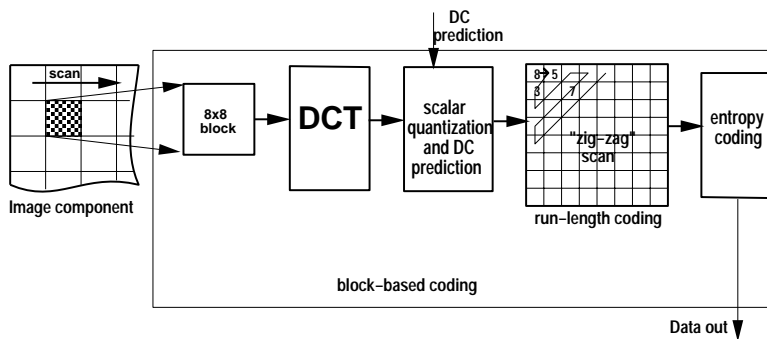 DC
prediction
scan
8x8
block
DCT
scalar
quantization
and DC
prediction
8 5
3 7
"zig-zag"
scan
entropy
coding
Image component
run-length coding
block-based coding
Data out